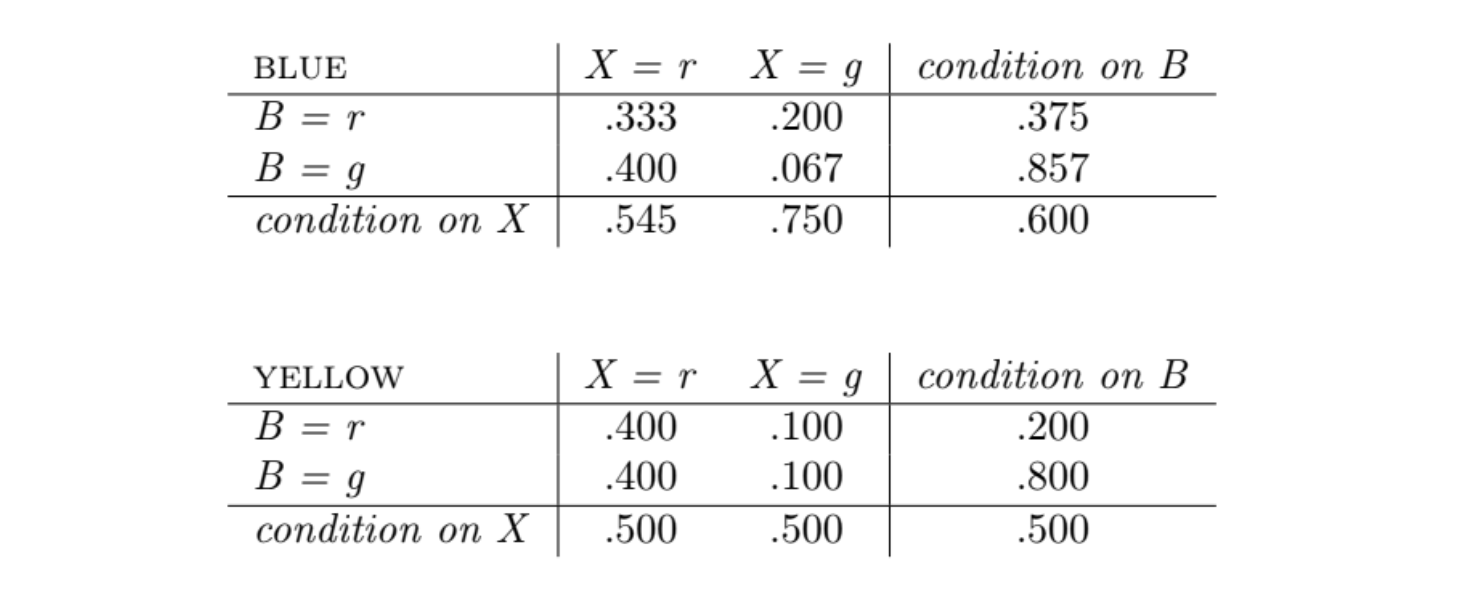 BLUE X = r X = g condition on B
B = r .333 .200 .375
B = g .400 .067 .857
condition on X .545 .750 .600
YELLOW X = r X = g condition on B
B = r .400 .100 .200
B = g .400 .100 .800
condition on X .500 .500 .500